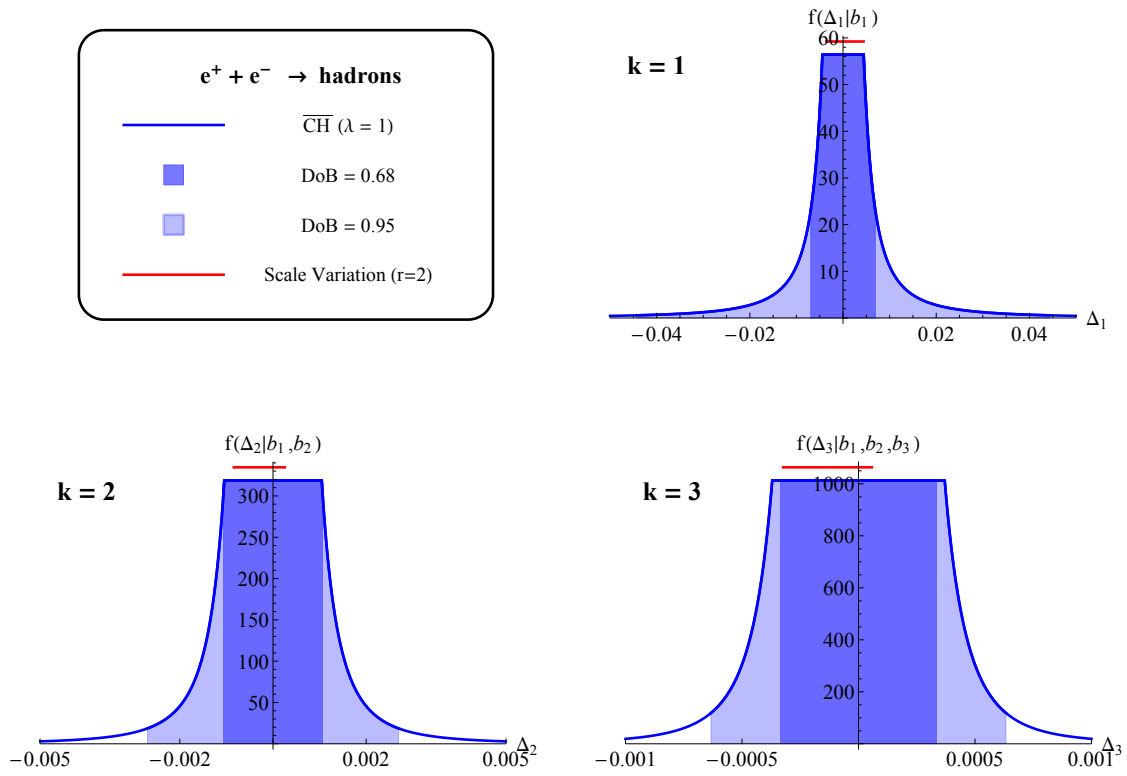 e⁺ + e⁻ → hadrons
C̅H̅ (λ = 1)
DoB = 0.68
DoB = 0.95
Scale Variation (r=2)
f(Δ₁|b₁)
k = 1
60
50
40
30
20
10
−0.04 −0.02 0.02 0.04 Δ₁
f(Δ₂|b₁,b₂)
k = 2
300
250
200
150
100
50
−0.005 −0.002 0.002 0.005 Δ₂
f(Δ₃|b₁,b₂,b₃)
k = 3
1000
800
600
400
200
−0.001 −0.0005 0.0005 0.001 Δ₃